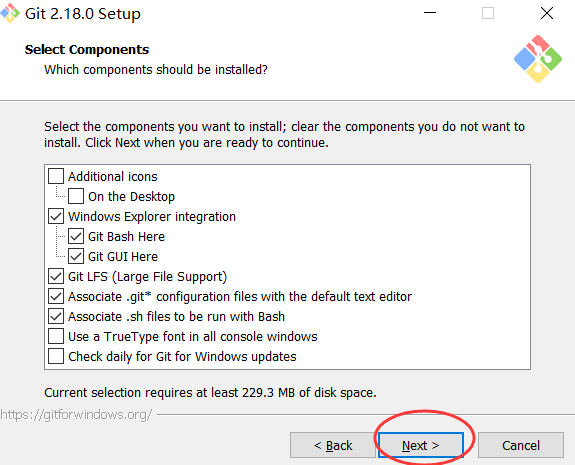 Git 2.18.0 Setup
Select Components
Which components should be installed?
Select the components you want to install; clear the components you do not want to
install. Click Next when you are ready to continue.
Additional icons
On the Desktop
Windows Explorer integration
Git Bash Here
Git GUI Here
Git LFS (Large File Support)
Associate .git* configuration files with the default text editor
Associate .sh files to be run with Bash
Use a TrueType font in all console windows
Check daily for Git for Windows updates
Current selection requires at least 229.3 MB of disk space.
https://gitforwindows.org/
< Back Next > Cancel